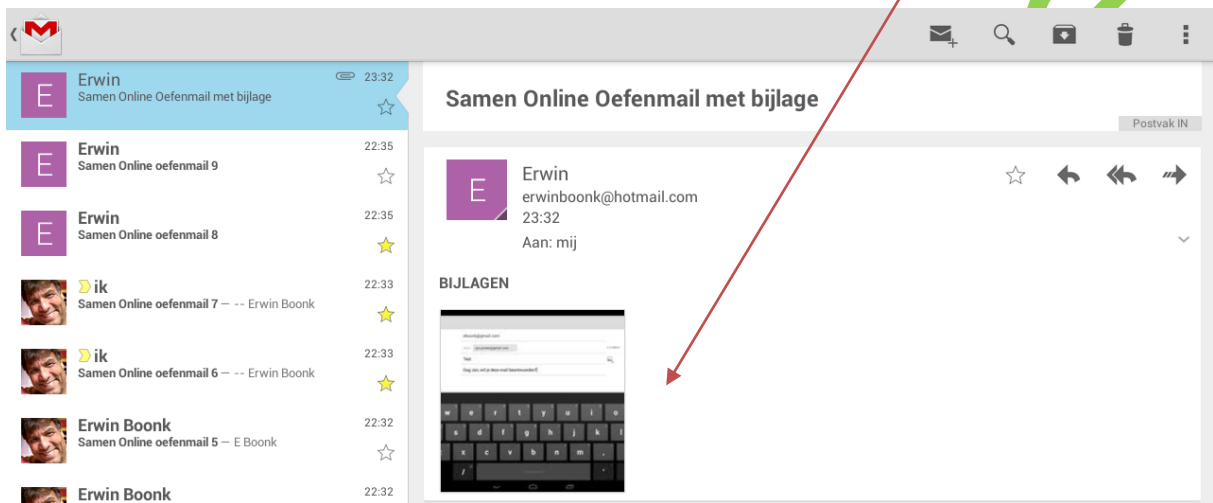 E
Erwin
23:32
Samen Online Oefenmail met bijlage
E
Erwin
22:35
Samen Online oefenmail 9
E
Erwin
22:35
Samen Online oefenmail 8
ik
22:33
Samen Online oefenmail 7 – -- Erwin Boonk
ik
22:33
Samen Online oefenmail 6 – -- Erwin Boonk
Erwin Boonk
22:32
Samen Online oefenmail 5 – E Boonk
Erwin Boonk
22:32
Samen Online Oefenmail met bijlage
Postvak IN
E
Erwin
erwinboonk@hotmail.com
23:32
Aan: mij
BIJLAGEN
Test
w e r t y u i o
s d f g h j k l
x c v b n m ,
/